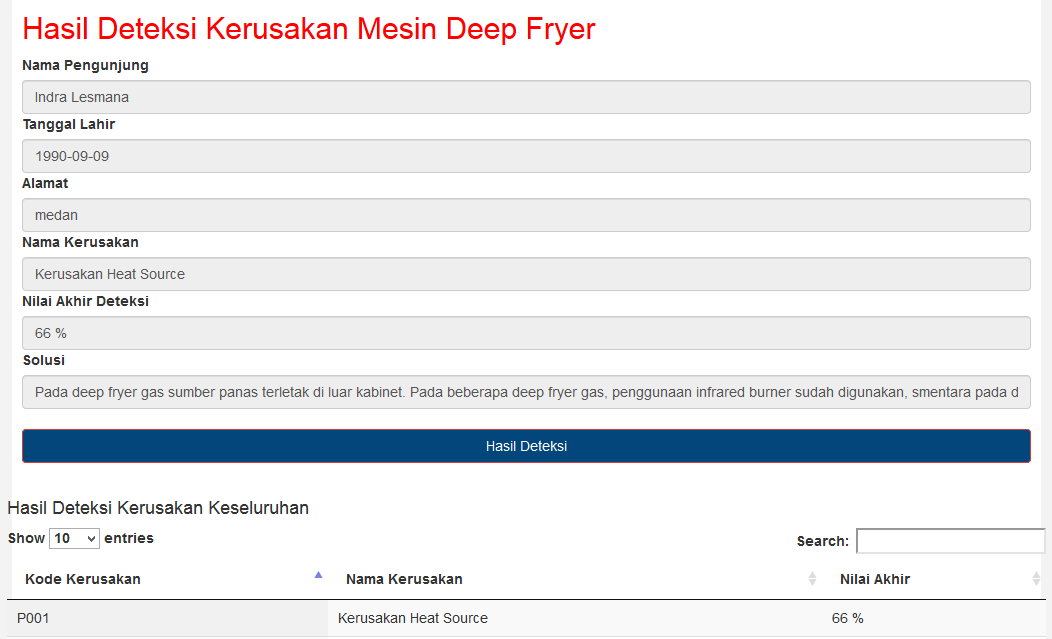 Hasil Deteksi Kerusakan Mesin Deep Fryer
Nama Pengunjung
Indra Lesmana
Tanggal Lahir
1990-09-09
Alamat
medan
Nama Kerusakan
Kerusakan Heat Source
Nilai Akhir Deteksi
66 %
Solusi
Pada deep fryer gas sumber panas terletak di luar kabinet. Pada beberapa deep fryer gas, penggunaan infrared burner sudah digunakan, smentara pada d
Hasil Deteksi
Hasil Deteksi Kerusakan Keseluruhan
Show 10 entries Search:
Kode Kerusakan Nama Kerusakan Nilai Akhir
P001 Kerusakan Heat Source 66 %